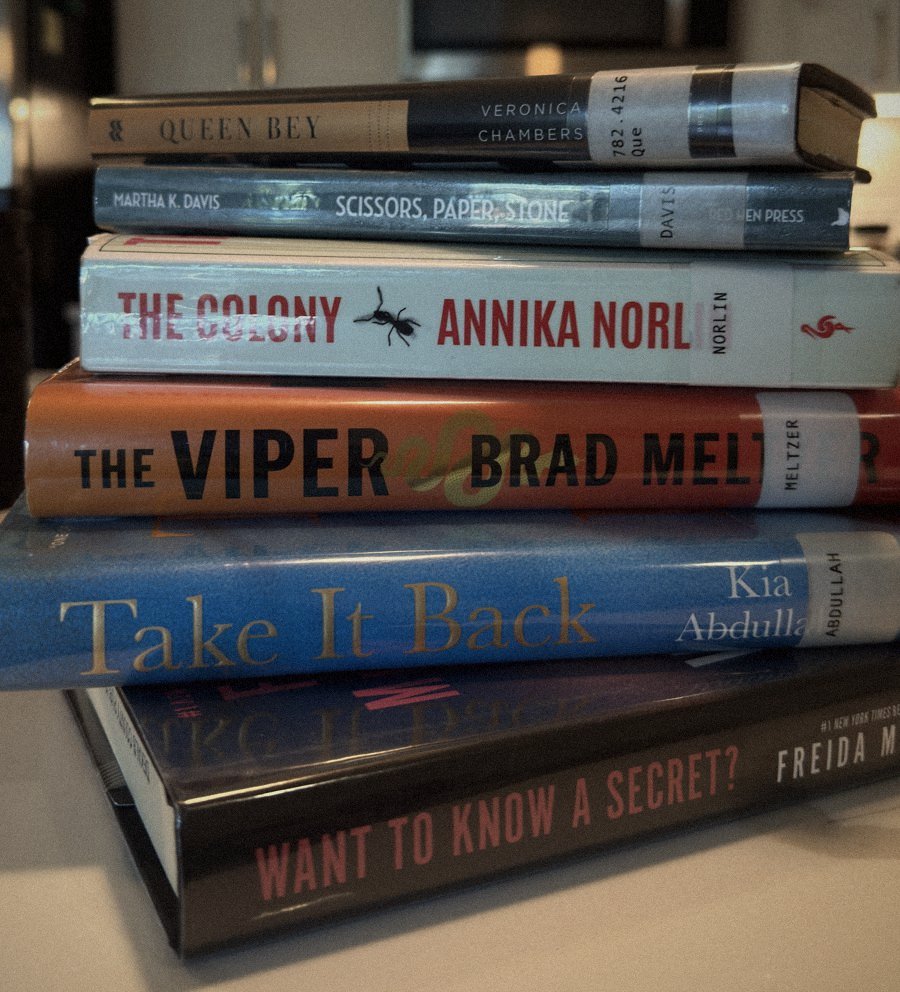 QUEEN BEY
VERONICA
CHAMBERS
782.4216
Que
MARTHA K. DAVIS
SCISSORS, PAPER, STONE
DAVIS
RED HEN PRESS
THE COLONY
ANNIKA NORL
NORLIN
THE VIPER
BRAD MELT
MELTZER
R
Take It Back
Kia
Abdulla
ABDULLAH
WANT TO KNOW A SECRET?
#1 NEW YORK TIMES BE
FREIDA M